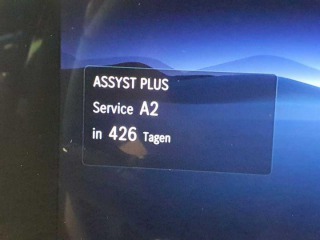 ASSYST PLUS
Service A2
in 426 Tagen